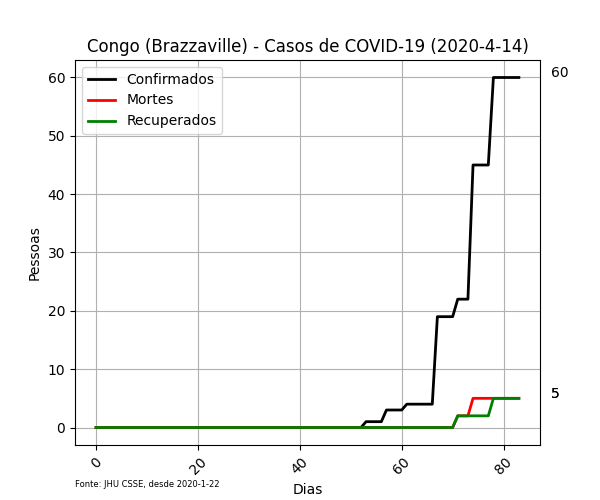 Congo (Brazzaville) - Casos de COVID-19 (2020-4-14)
Confirmados
Mortes
Recuperados
60
50
40
30
20
10
0
Pessoas
60
5
0
20
40
60
80
Dias
Fonte: JHU CSSE, desde 2020-1-22